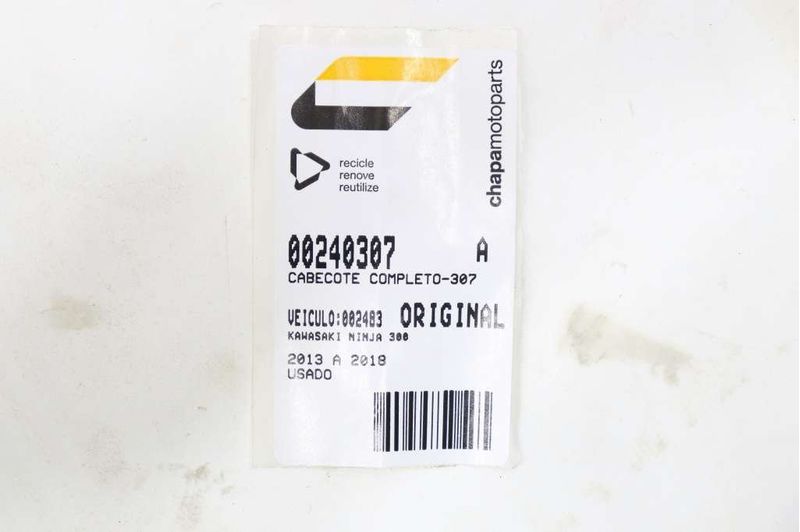 chapamotoparts
recicle
renove
reutilize
00240307 A
CABECOTE COMPLETO-307
VEICULO:002483 ORIGINAL
KAWASAKI NINJA 300
2013 A 2018
USADO